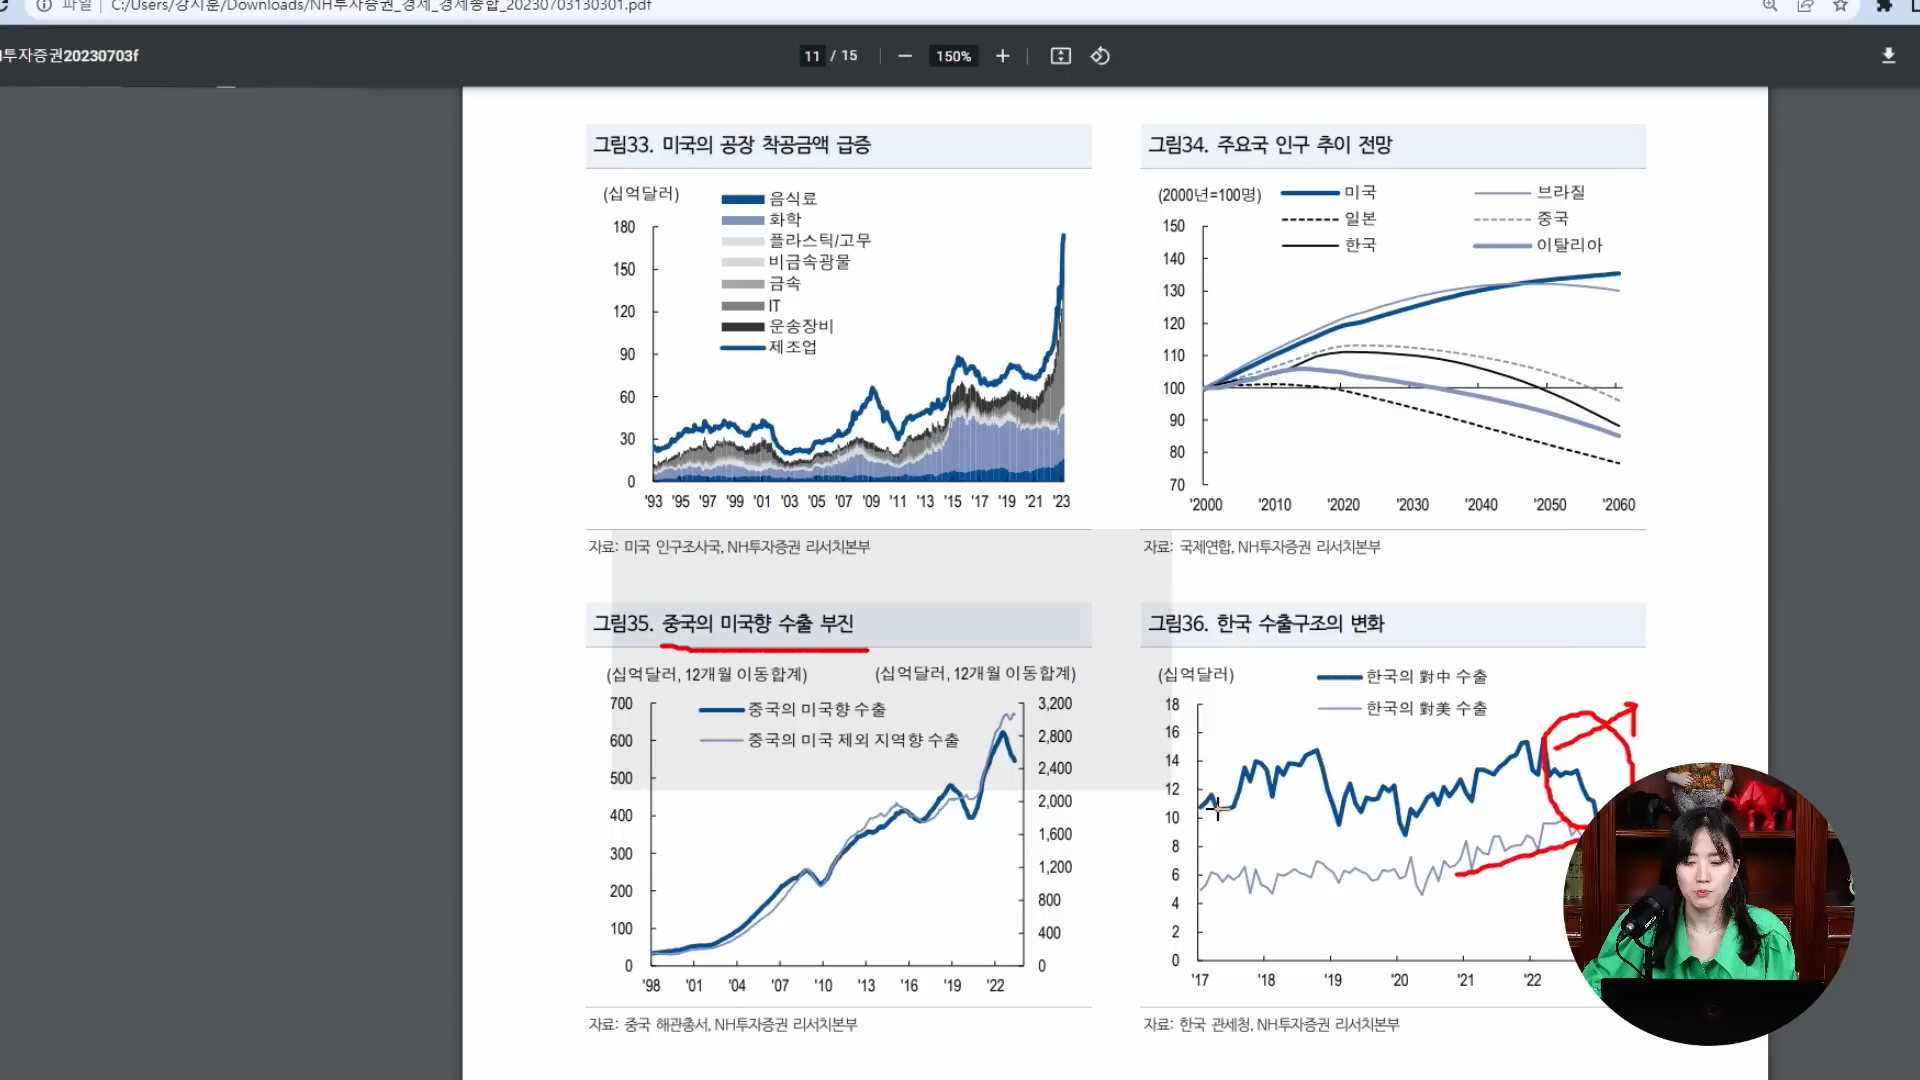 파일 | C:/Users/강지훈/Downloads/NH투자증권_경제_경제종합_20230703130301.pdf
투자증권20230703f
11 / 15
150%
그림33. 미국의 공장 착공금액 급증
(십억달러)
음식료
화학
플라스틱/고무
비금속광물
금속
IT
운송장비
제조업
180
150
120
90
60
30
0
'93 '95 '97 '99 '01 '03 '05 '07 '09 '11 '13 '15 '17 '19 '21 '23
자료: 미국 인구조사국, NH투자증권 리서치본부
그림34. 주요국 인구 추이 전망
(2000년=100명)
미국 브라질
일본 중국
한국 이탈리아
150
140
130
120
110
100
90
80
70
'2000 '2010 '2020 '2030 '2040 '2050 '2060
자료: 국제연합, NH투자증권 리서치본부
그림35. 중국의 미국향 수출 부진
(십억달러, 12개월 이동합계) (십억달러, 12개월 이동합계)
중국의 미국향 수출
중국의 미국 제외 지역향 수출
700
600
500
400
300
200
100
0
3,200
2,800
2,400
2,000
1,600
1,200
800
400
0
'98 '01 '04 '07 '10 '13 '16 '19 '22
자료: 중국 해관총서, NH투자증권 리서치본부
그림36. 한국 수출구조의 변화
(십억달러)
한국의 對中 수출
한국의 對美 수출
18
16
14
12
10
8
6
4
2
0
'17 '18 '19 '20 '21 '22
자료: 한국 관세청, NH투자증권 리서치본부